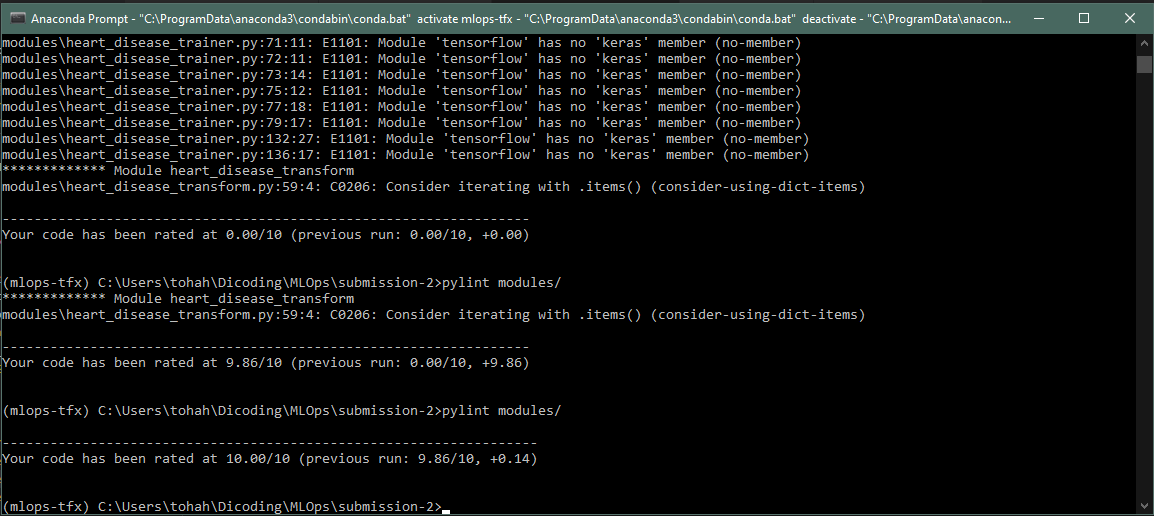 Anaconda Prompt - "C:\ProgramData\anaconda3\condabin\conda.bat"  activate mlops-tfx - "C:\ProgramData\anaconda3\condabin\conda.bat"  deactivate - "C:\ProgramData\anacon...
modules\heart_disease_trainer.py:71:11: E1101: Module 'tensorflow' has no 'keras' member (no-member)
modules\heart_disease_trainer.py:72:11: E1101: Module 'tensorflow' has no 'keras' member (no-member)
modules\heart_disease_trainer.py:73:14: E1101: Module 'tensorflow' has no 'keras' member (no-member)
modules\heart_disease_trainer.py:75:12: E1101: Module 'tensorflow' has no 'keras' member (no-member)
modules\heart_disease_trainer.py:77:18: E1101: Module 'tensorflow' has no 'keras' member (no-member)
modules\heart_disease_trainer.py:79:17: E1101: Module 'tensorflow' has no 'keras' member (no-member)
modules\heart_disease_trainer.py:132:27: E1101: Module 'tensorflow' has no 'keras' member (no-member)
modules\heart_disease_trainer.py:136:17: E1101: Module 'tensorflow' has no 'keras' member (no-member)
************* Module heart_disease_transform
modules\heart_disease_transform.py:59:4: C0206: Consider iterating with .items() (consider-using-dict-items)
------------------------------------------------------------------
Your code has been rated at 0.00/10 (previous run: 0.00/10, +0.00)
(mlops-tfx) C:\Users\tohah\Dicoding\MLOps\submission-2>pylint modules/
************* Module heart_disease_transform
modules\heart_disease_transform.py:59:4: C0206: Consider iterating with .items() (consider-using-dict-items)
------------------------------------------------------------------
Your code has been rated at 9.86/10 (previous run: 0.00/10, +9.86)
(mlops-tfx) C:\Users\tohah\Dicoding\MLOps\submission-2>pylint modules/
-------------------------------------------------------------------
Your code has been rated at 10.00/10 (previous run: 9.86/10, +0.14)
(mlops-tfx) C:\Users\tohah\Dicoding\MLOps\submission-2>